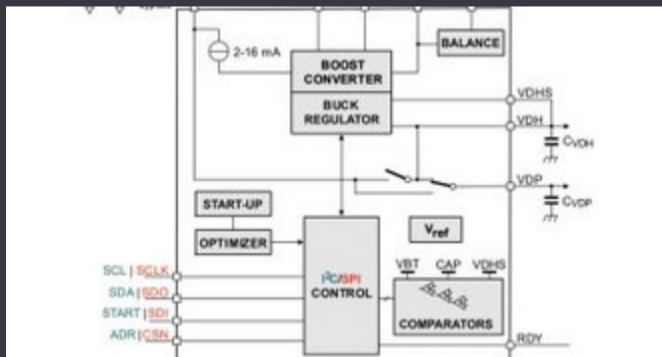 2-16 mA
BALANCE
BOOST
CONVERTER
BUCK
REGULATOR
VDHS
VDH
CVDH
VDP
CVDP
START-UP
OPTIMIZER
Vref
I²C/SPI
CONTROL
VBT CAP VDHS
COMPARATORS
SCL | SCLK
SDA | SDO
START | SDI
ADR | CSN
RDY